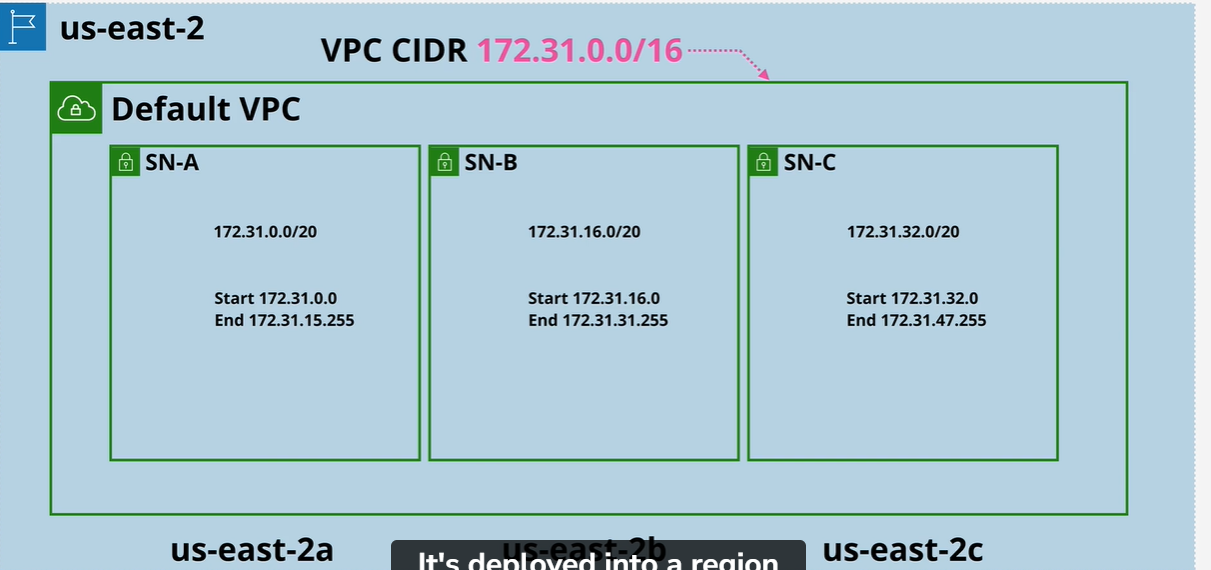 us-east-2
VPC CIDR 172.31.0.0/16
Default VPC
SN-A
SN-B
SN-C
172.31.0.0/20
172.31.16.0/20
172.31.32.0/20
Start 172.31.0.0
End 172.31.15.255
Start 172.31.16.0
End 172.31.31.255
Start 172.31.32.0
End 172.31.47.255
us-east-2a
us-east-2b
us-east-2c
It's deployed into a region